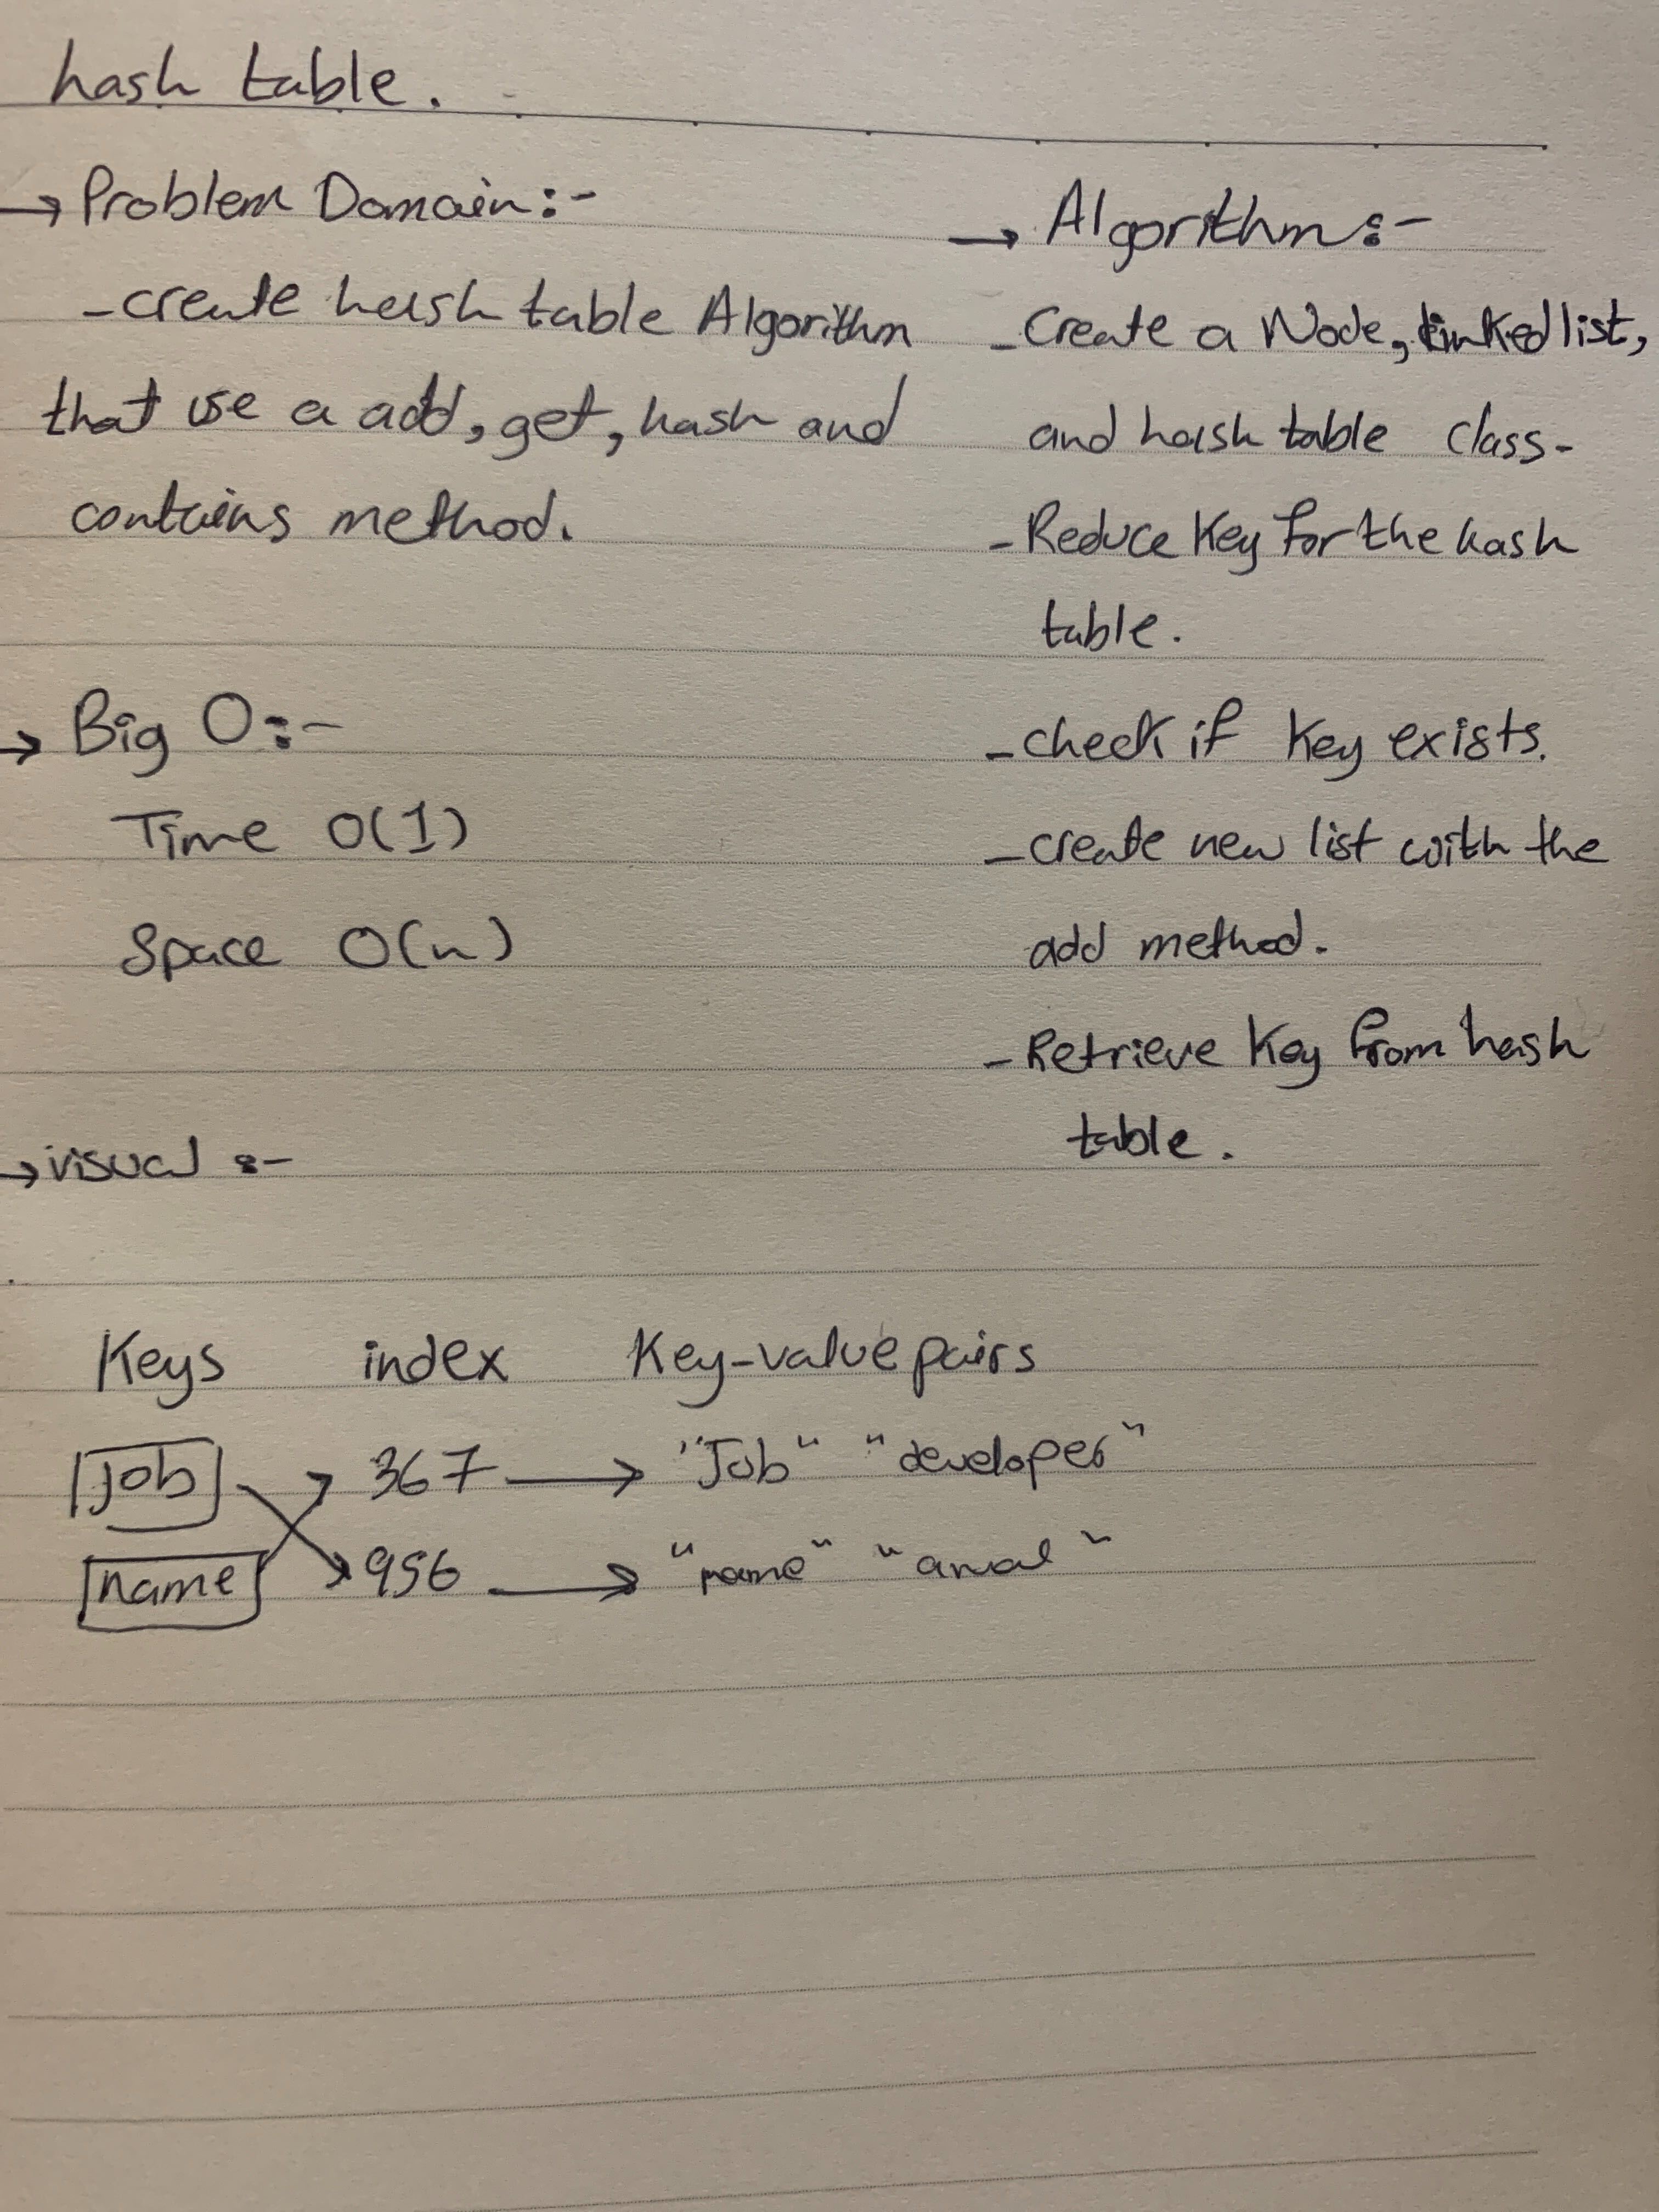 hash table.
→ Problem Domain:-
- create hash table Algorithm
that use a add, get, hash and
contains method.
→ Big O:-
Time O(1)
Space O(n)
→ Algorithm:-
- Create a Node, linked list,
and hash table class-
- Reduce Key for the hash
table.
- check if Key exists.
- create new list with the
add method.
- Retrieve Key from hash
table.
→ visual :-
Keys index Key-value pairs
Job 367 → "Job" "developer"
name 956 → "name"